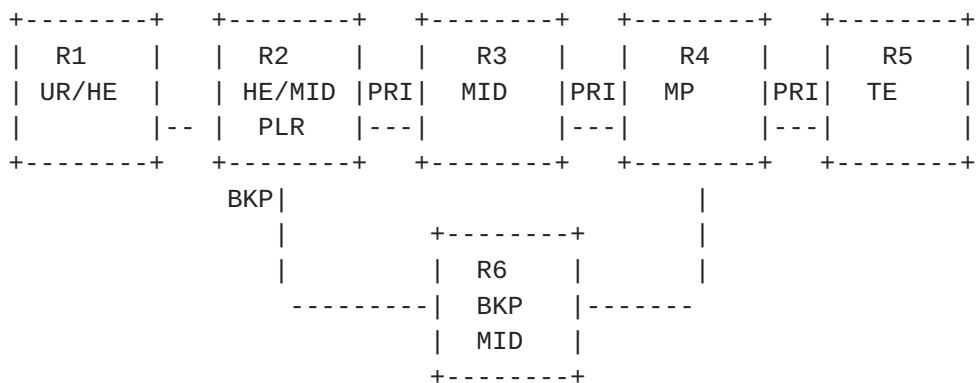 R1 R2 R3 R4 R5
UR/HE HE/MID PRI MID PRI MP PRI TE
PLR
BKP
R6
BKP
MID